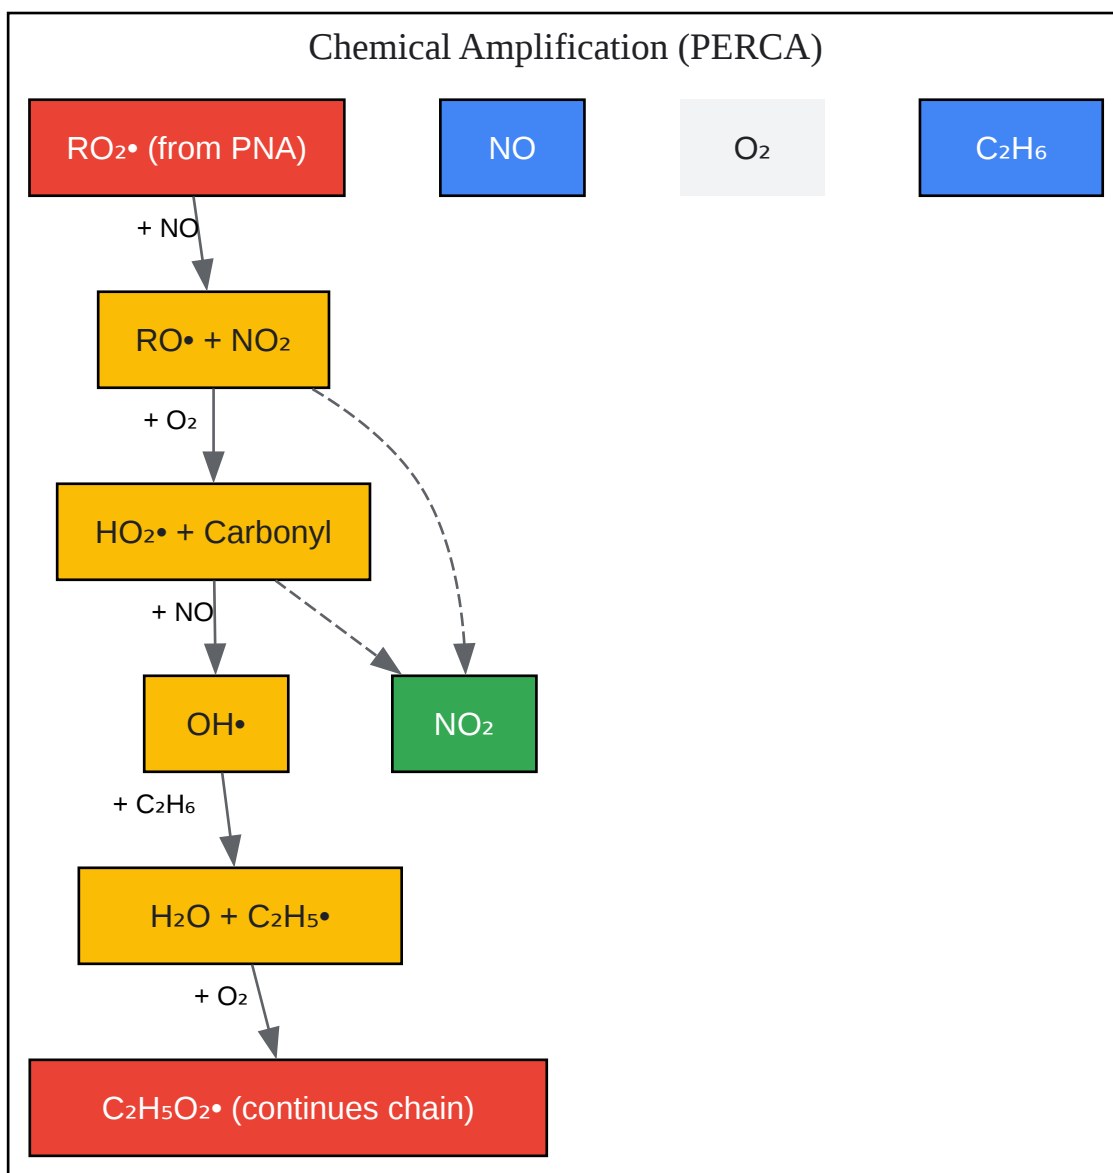 Chemical Amplification (PERCA)
RO₂• (from PNA)
NO
O₂
C₂H₆
+ NO
RO• + NO₂
+ O₂
HO₂• + Carbonyl
+ NO
OH•
NO₂
+ C₂H₆
H₂O + C₂H₅•
+ O₂
C₂H₅O₂• (continues chain)